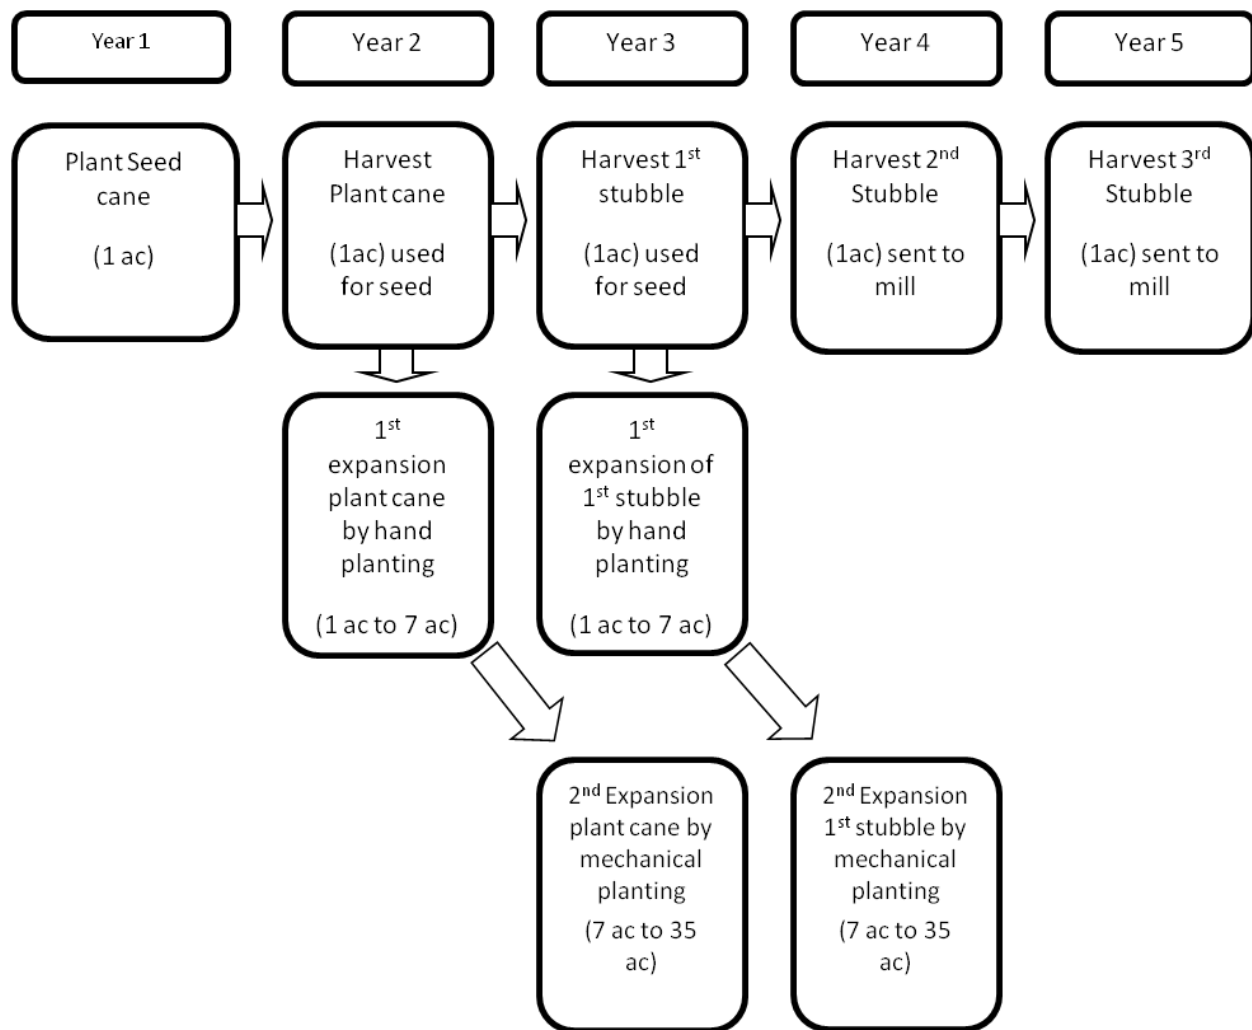 Year 1
Year 2
Year 3
Year 4
Year 5
Plant Seed
cane
(1 ac)
Harvest
Plant cane
(1ac) used
for seed
Harvest 1st
stubble
(1ac) used
for seed
Harvest 2nd
Stubble
(1ac) sent to
mill
Harvest 3rd
Stubble
(1ac) sent to
mill
1st
expansion
plant cane
by hand
planting
(1 ac to 7 ac)
1st
expansion of
1st stubble
by hand
planting
(1 ac to 7 ac)
2nd Expansion
plant cane by
mechanical
planting
(7 ac to 35
ac)
2nd Expansion
1st stubble by
mechanical
planting
(7 ac to 35
ac)